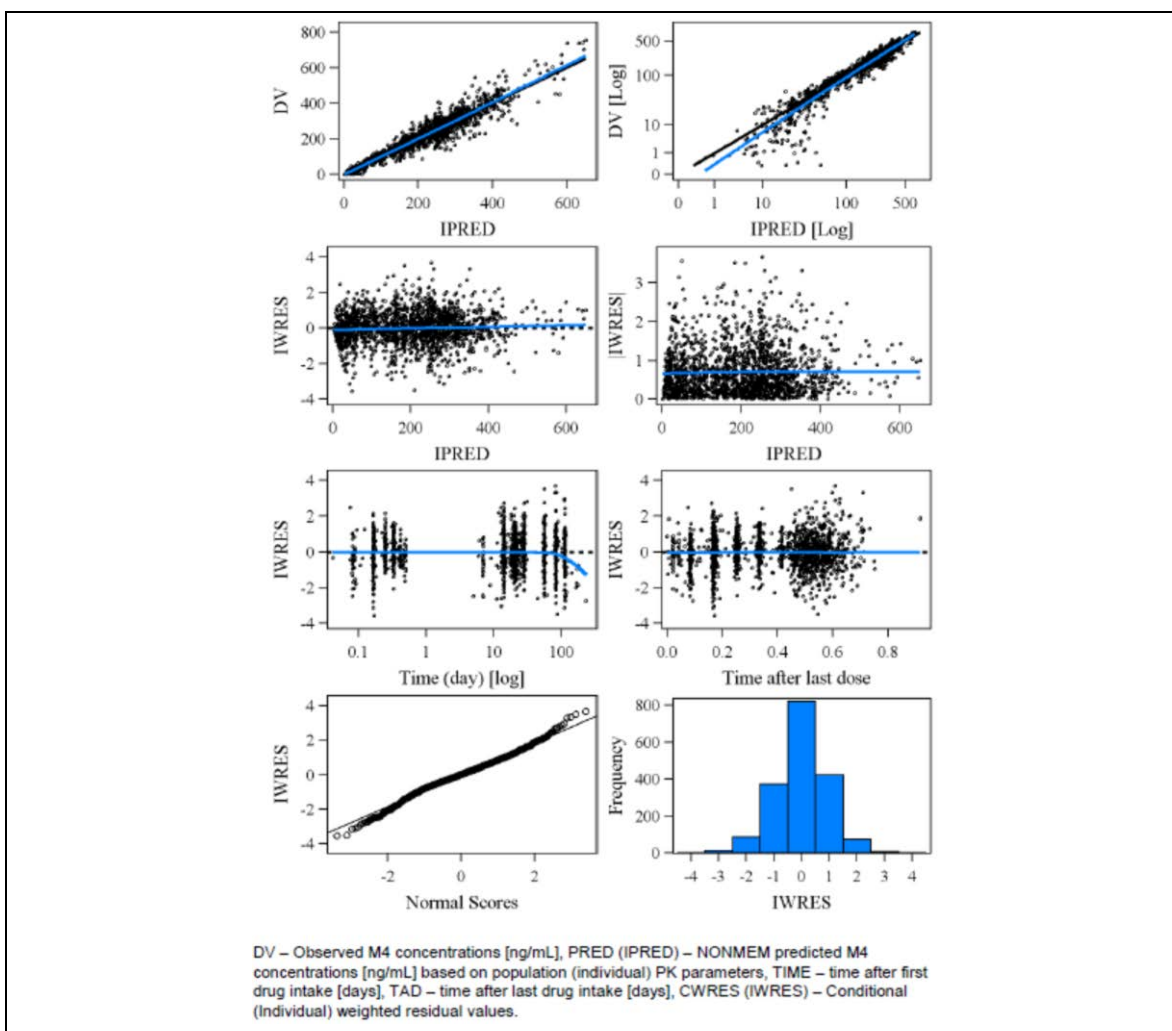 800
600
400
200
0
DV
0 200 400 600
IPRED
500
100
10
1
0
DV [Log]
0 1 10 100 500
IPRED [Log]
4
2
0
-2
-4
IWRES
0 200 400 600
IPRED
3
2
1
0
|IWRES|
0 200 400 600
IPRED
4
2
0
-2
-4
IWRES
0.1 1 10 100
Time (day) [log]
4
2
0
-2
-4
IWRES
0.0 0.2 0.4 0.6 0.8
Time after last dose
4
2
0
-2
-4
IWRES
-2 0 2
Normal Scores
800
600
400
200
0
Frequency
-4 -3 -2 -1 0 1 2 3 4
IWRES
DV – Observed M4 concentrations [ng/mL], PRED (IPRED) – NONMEM predicted M4
concentrations [ng/mL] based on population (individual) PK parameters, TIME – time after first
drug intake [days], TAD – time after last drug intake [days], CWRES (IWRES) – Conditional
(Individual) weighted residual values.